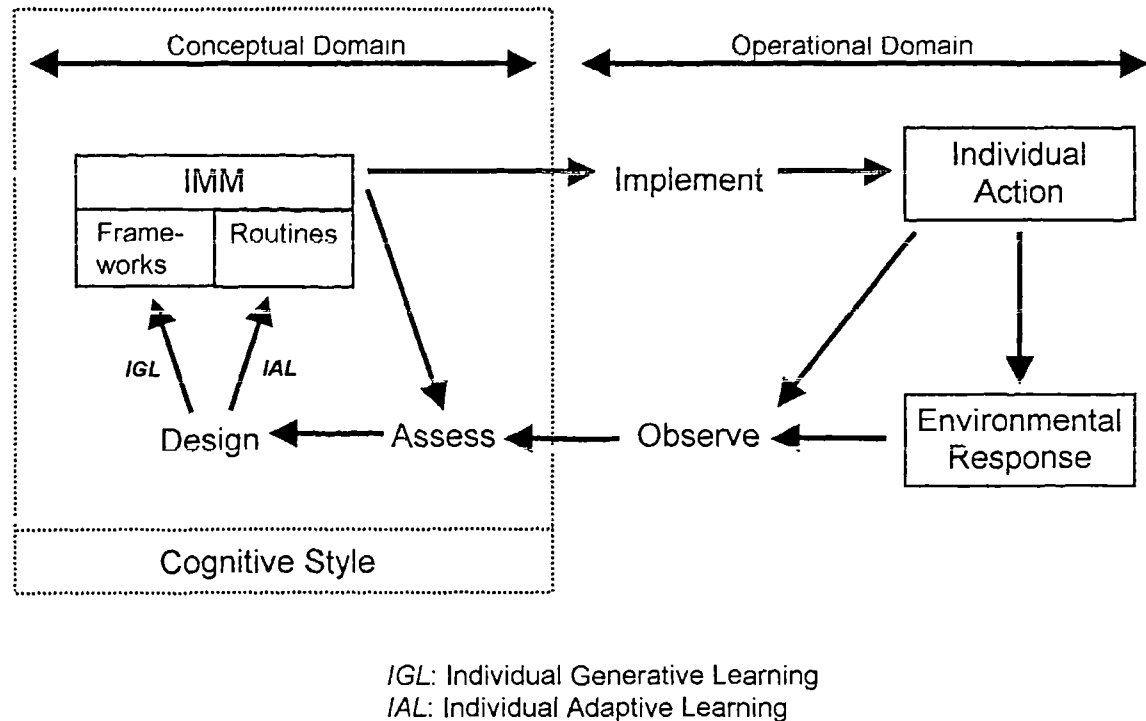 Conceptual Domain
Operational Domain
IMM
Frame-
works
Routines
Implement
Individual
Action
IGL
IAL
Design
Assess
Observe
Environmental
Response
Cognitive Style
IGL: Individual Generative Learning
IAL: Individual Adaptive Learning